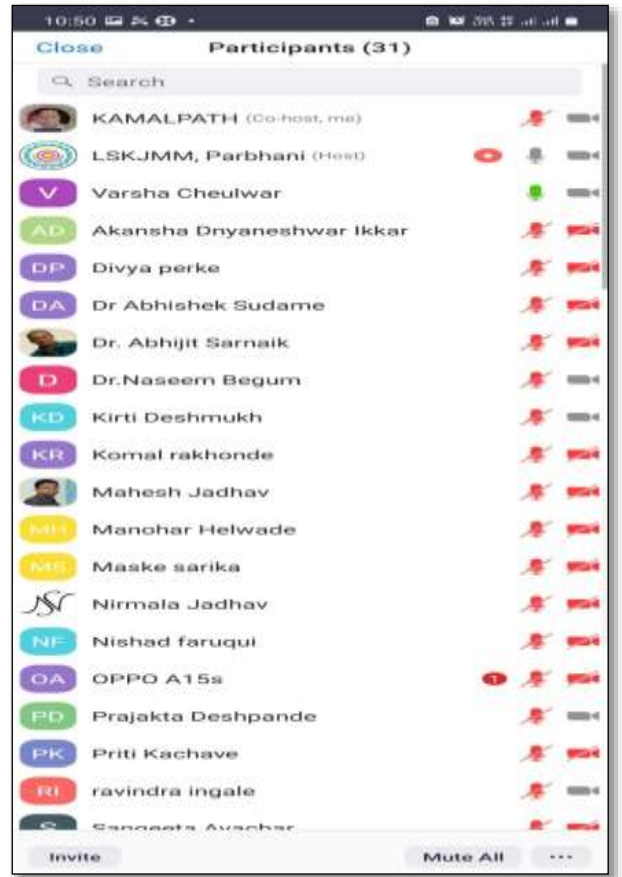 10:50
Close Participants (31)
Search
KAMALPATH (Co-host, me)
LSKJMM, Parbhani (Host)
V Varsha Cheulwar
AD Akansha Dnyaneshwar Ikkar
DP Divya perke
DA Dr Abhishek Sudame
Dr. Abhijit Sarnaik
D Dr.Naseem Begum
KD Kirti Deshmukh
KR Komal rakhonde
Mahesh Jadhav
MH Manohar Helwade
MS Maske sarika
Nirmala Jadhav
NF Nishad faruqui
OA OPPO A15s 1
PD Prajakta Deshpande
PK Priti Kachave
RI ravindra ingale
S Sangeeta Avachar
Invite Mute All ...